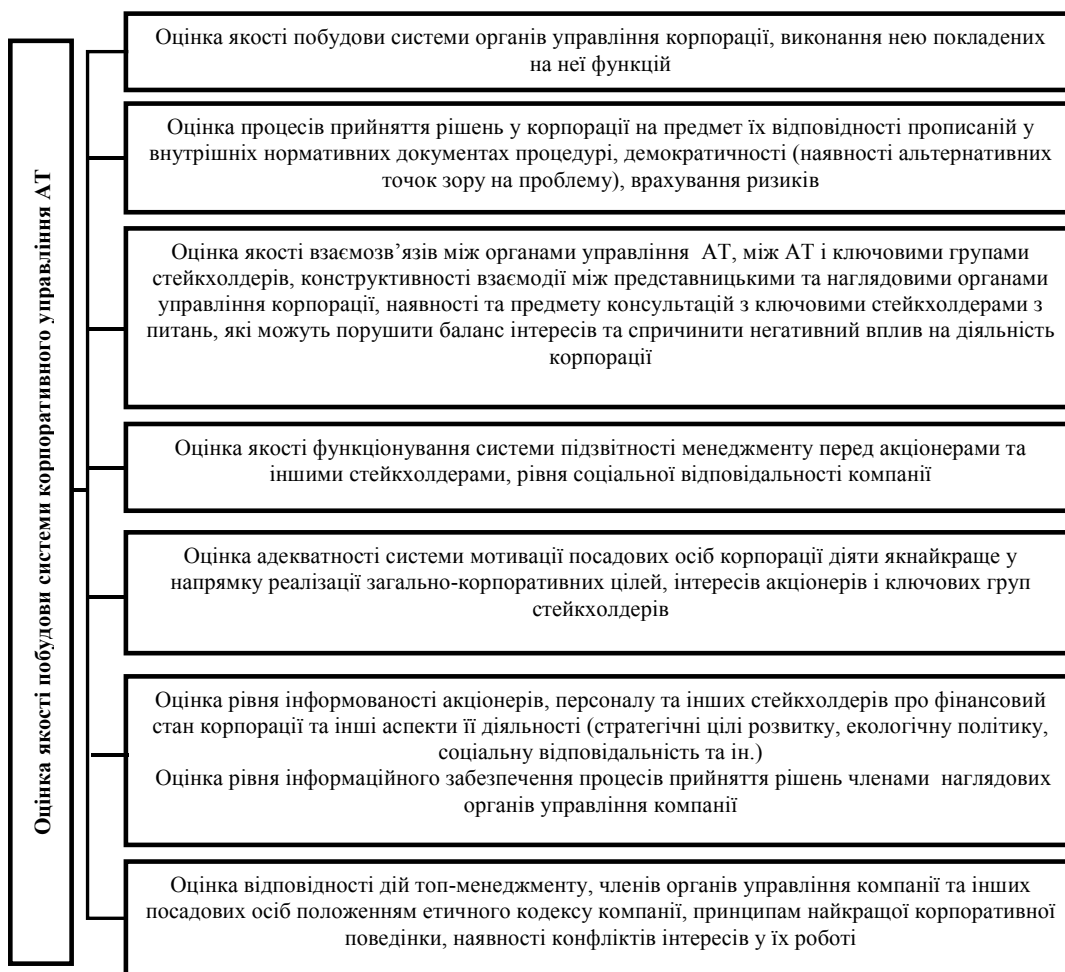 Оцінка якості побудови системи корпоративного управління АТ
Оцінка якості побудови системи органів управління корпорації, виконання нею покладених
на неї функцій
Оцінка процесів прийняття рішень у корпорації на предмет їх відповідності прописаній у
внутрішніх нормативних документах процедурі, демократичності (наявності альтернативних
точок зору на проблему), врахування ризиків
Оцінка якості взаємозв’язів між органами управління АТ, між АТ і ключовими групами
стейкхолдерів, конструктивності взаємодії між представницькими та наглядовими органами
управління корпорації, наявності та предмету консультацій з ключовими стейкхолдерами з
питань, які можуть порушити баланс інтересів та спричинити негативний вплив на діяльність
корпорації
Оцінка якості функціонування системи підзвітності менеджменту перед акціонерами та
іншими стейкхолдерами, рівня соціальної відповідальності компанії
Оцінка адекватності системи мотивації посадових осіб корпорації діяти якнайкраще у
напрямку реалізації загально-корпоративних цілей, інтересів акціонерів і ключових груп
стейкхолдерів
Оцінка рівня інформованості акціонерів, персоналу та інших стейкхолдерів про фінансовий
стан корпорації та інші аспекти її діяльності (стратегічні цілі розвитку, екологічну політику,
соціальну відповідальність та ін.)
Оцінка рівня інформаційного забезпечення процесів прийняття рішень членами наглядових
органів управління компанії
Оцінка відповідності дій топ-менеджменту, членів органів управління компанії та інших
посадових осіб положенням етичного кодексу компанії, принципам найкращої корпоративної
поведінки, наявності конфліктів інтересів у їх роботі